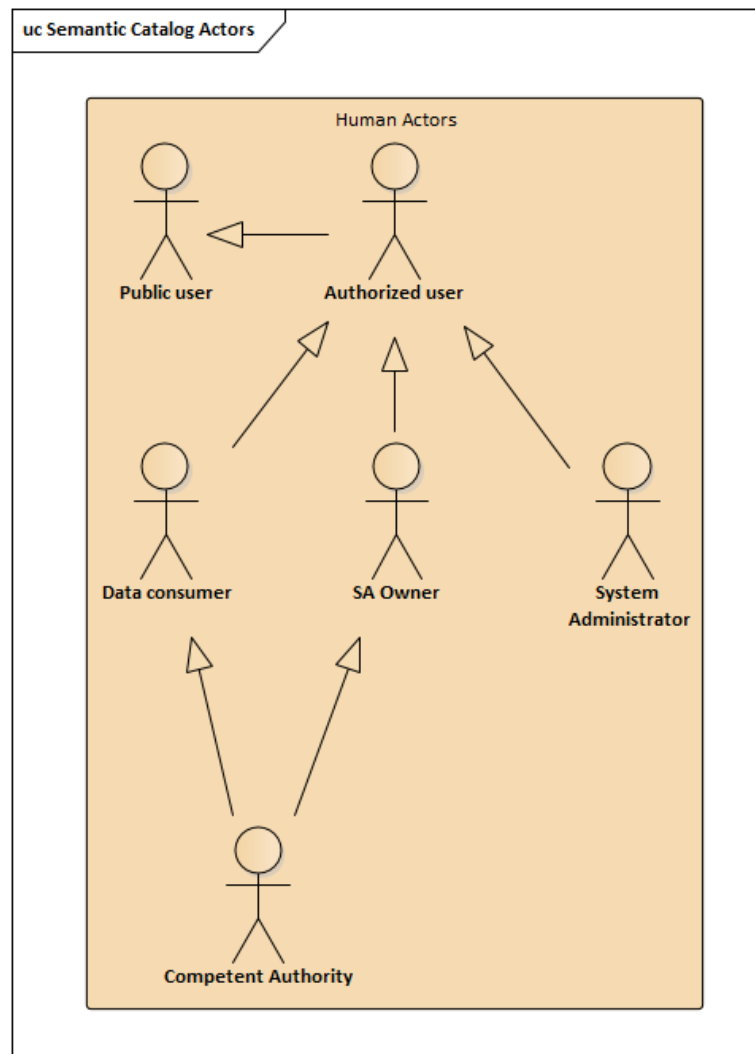 uc Semantic Catalog Actors
Human Actors
Public user
Authorized user
Data consumer
SA Owner
System
Administrator
Competent Authority